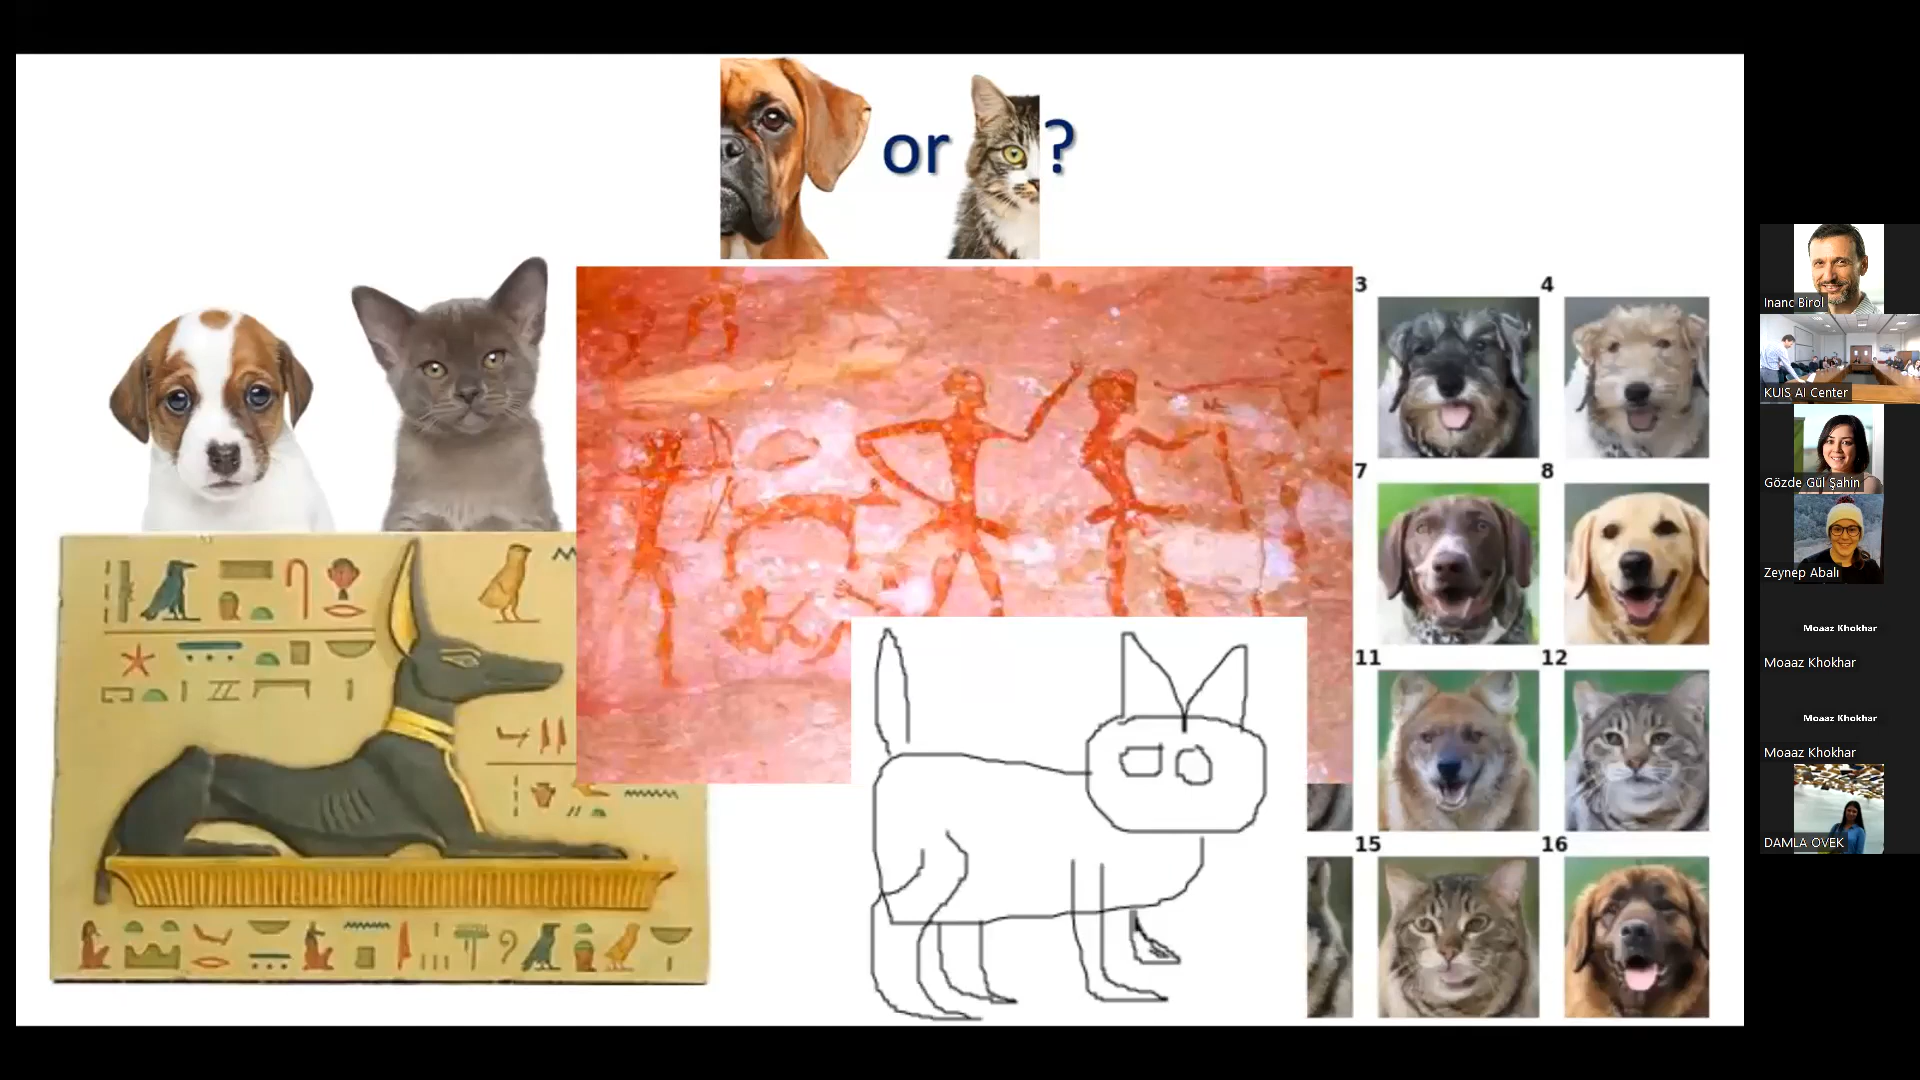 or ?
3
4
7
8
11
12
15
16
Inanc Birol
KUIS AI Center
Gözde Gül Şahin
Zeynep Abalı
Moaaz Khokhar
Moaaz Khokhar
Moaaz Khokhar
Moaaz Khokhar
DAMLA OVEK